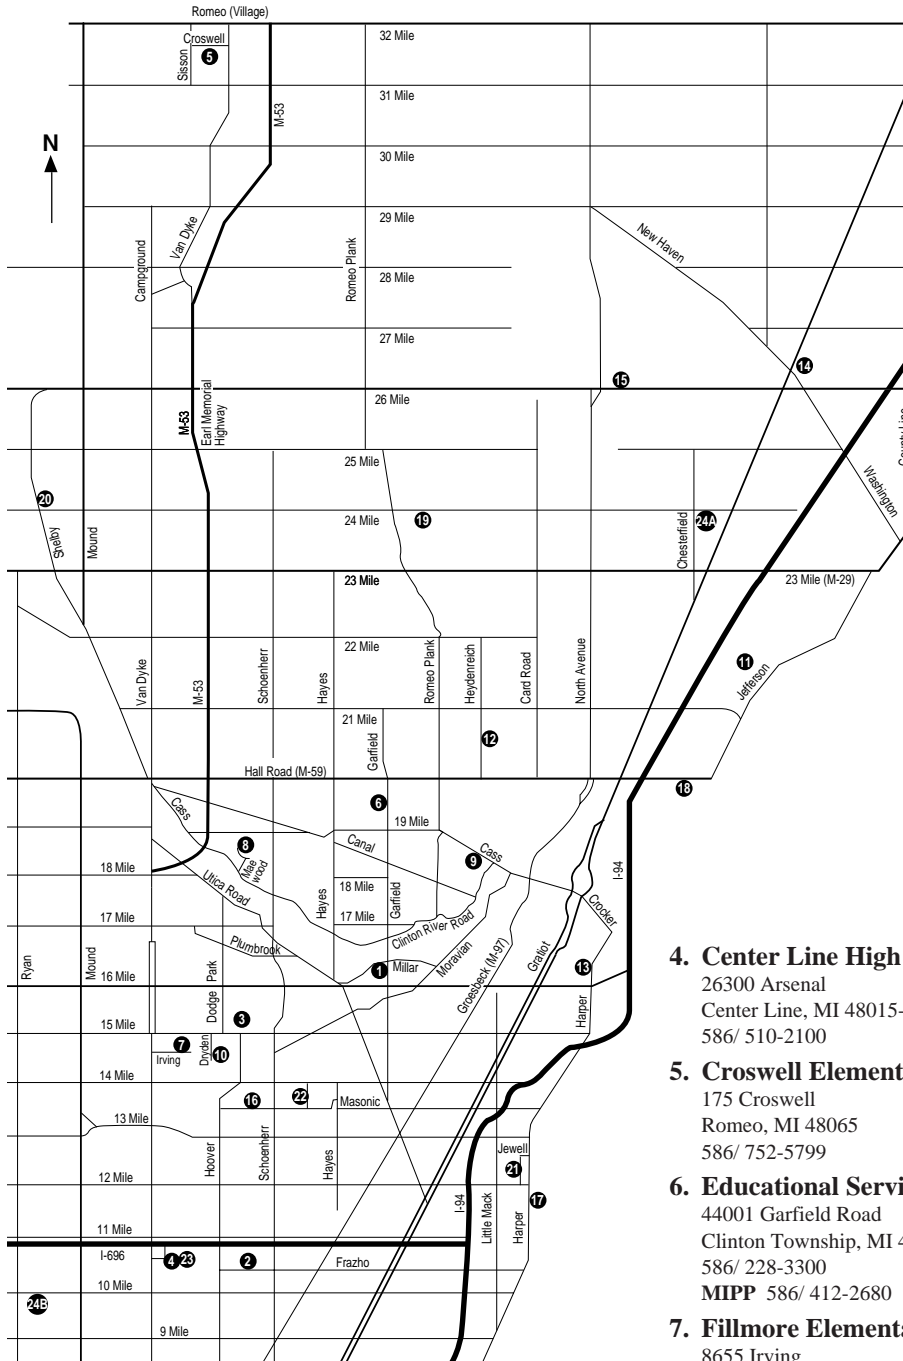 Romeo (Village)
Croswell
32 Mile
5
Sisson
31 Mile
M-53
N
30 Mile
29 Mile
Van Dyke
New Haven
Campground
Romeo Plank
28 Mile
27 Mile
14
15
26 Mile
M-53
Earl Memorial
Highway
25 Mile
Washington
20
24 Mile
19
24A
Shelby
Mound
Chesterfield
23 Mile
23 Mile (M-29)
22 Mile
11
Jefferson
Van Dyke
M-53
Schoenherr
Hayes
Romeo Plank
Heydenreich
Card Road
North Avenue
21 Mile
Garfield
12
Hall Road (M-59)
18
Cass
6
19 Mile
8
Canal
Cass
9
Mae
wood
18 Mile
Utica Road
18 Mile
I-94
Hayes
Garfield
Crocker
17 Mile
17 Mile
Clinton River Road
Plumbrook
Moravian
Groesbeck (M-97)
Gratiot
Ryan
Mound
16 Mile
Park
Dodge
1
Millar
13
Harper
3
15 Mile
7
Irving
Dryden
10
14 Mile
16
22
Masonic
13 Mile
Jewell
Hoover
Schoenherr
Hayes
21
12 Mile
17
I-94
Little Mack
Harper
11 Mile
I-696
4
23
2
Frazho
10 Mile
24B
9 Mile
4. Center Line High
26300 Arsenal
Center Line, MI 48015-
586/ 510-2100
5. Croswell Element
175 Croswell
Romeo, MI 48065
586/ 752-5799
6. Educational Servi
44001 Garfield Road
Clinton Township, MI 4
586/ 228-3300
MIPP 586/ 412-2680
7. Fillmore Elementa
8655 Irving